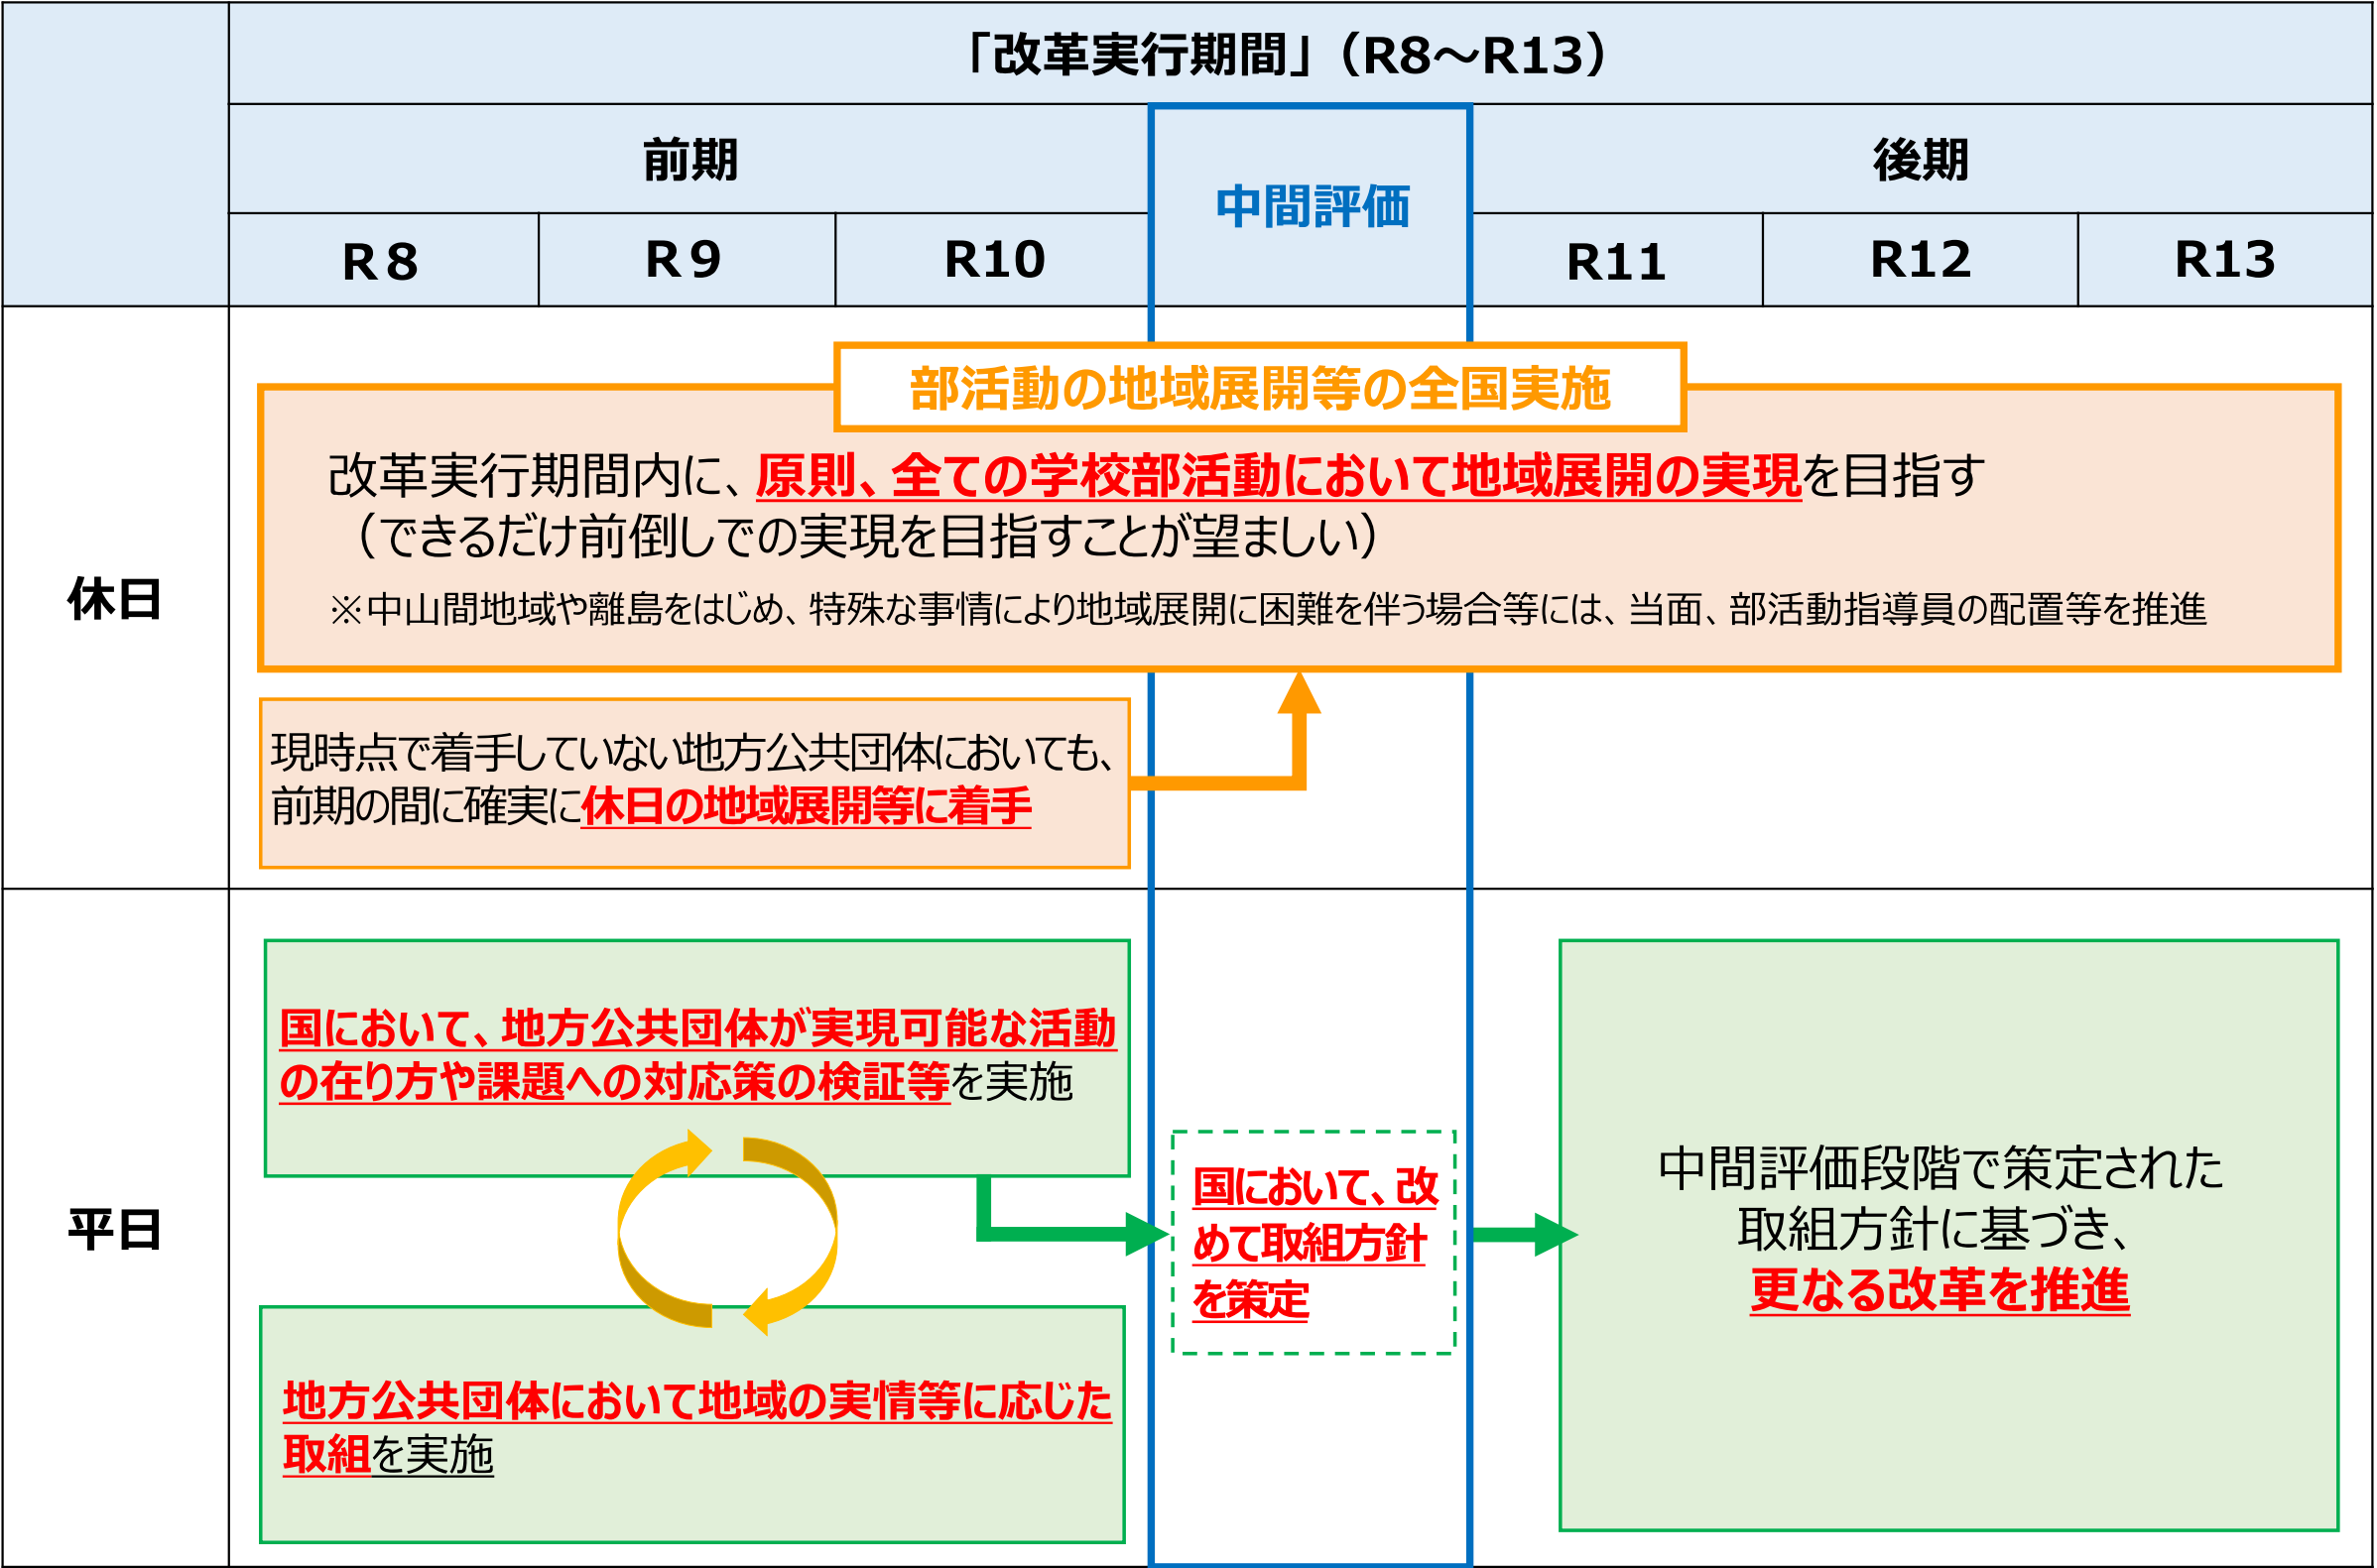 「改革実行期間」（R8～R13）
前期
中間評価
後期
R８
R９
R10
R11
R12
R13
休日
部活動の地域展開等の全国実施
改革実行期間内に、原則、全ての学校部活動において地域展開の実現を目指す
（できるだけ前倒しでの実現を目指すことが望ましい）
※中山間地域や離島をはじめ、特殊な事情により地域展開に困難を伴う場合等には、当面、部活動指導員の配置等を推進
現時点で着手していない地方公共団体においても、
前期の間に確実に休日の地域展開等に着手
平日
国において、地方公共団体が実現可能な活動
の在り方や課題への対応策の検証等を実施
地方公共団体において地域の実情等に応じた
取組を実施
国において、改
めて取組方針
を策定
中間評価段階で策定された
取組方針に基づき、
更なる改革を推進